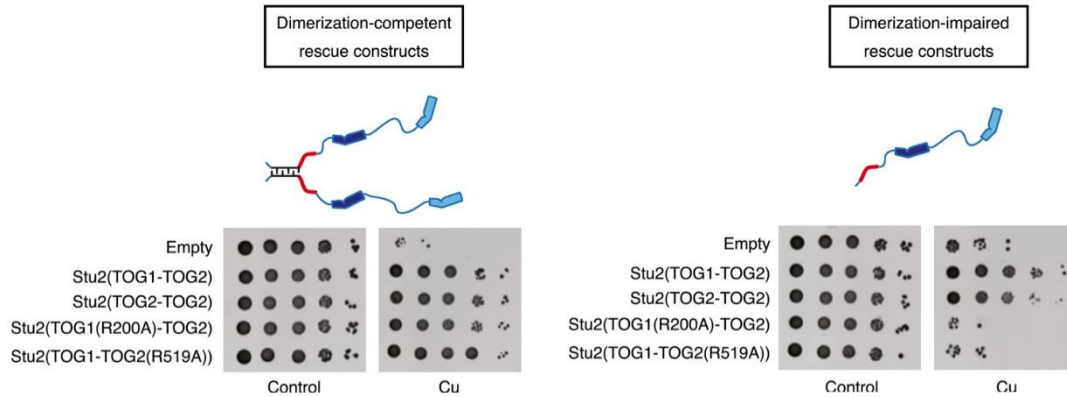 Dimerization-competent
rescue constructs
Empty
Stu2(TOG1-TOG2)
Stu2(TOG2-TOG2)
Stu2(TOG1(R200A)-TOG2)
Stu2(TOG1-TOG2(R519A))
Control
Cu
Dimerization-impaired
rescue constructs
Empty
Stu2(TOG1-TOG2)
Stu2(TOG2-TOG2)
Stu2(TOG1(R200A)-TOG2)
Stu2(TOG1-TOG2(R519A))
Control
Cu